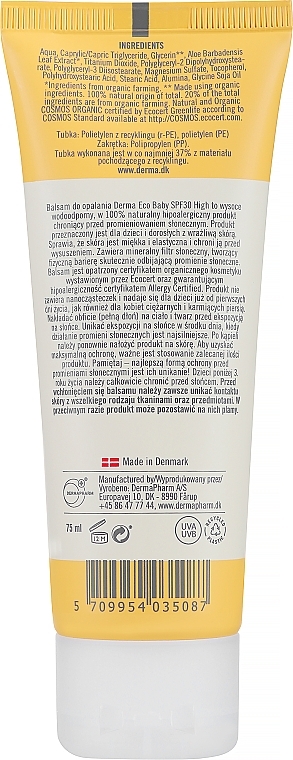 INGREDIENTS
Aqua, Caprylic/Capric Triglyceride, Glycerin**, Aloe Barbadensis
Leaf Extract*, Titanium Dioxide, Polyglyceryl-2 Dipolyhydroxystea-
rate, Polyglyceryl-3 Diisostearate, Magnesium Sulfate, Tocopherol,
Polyhydroxystearic Acid, Stearic Acid, Alumina, Glycine Soja Oil
*Ingredients from organic farming. **Made using organic
ingredients. 100% natural origin of total. 20% of the total
ingredients are from organic farming. Natural and Organic
COSMOS ORGANIC certified by Ecocert Greenlife according to
COSMOS Standard available at http://cosmos.ecocert.com
Tubka: Polietylen z recyklingu (r-PE), polietylen (PE)
Zakrętka: Polipropylen (PP).
Tubka wykonana jest w co najmniej 37% z materiału
pochodzącego z recyklingu.
www.derma.dk
Balsam do opalania Derma Eco Baby SPF30 High to wysoce
wodoodporny, w 100% naturalny hipoalergiczny produkt
chroniący przed promieniowaniem słonecznym. Produkt
przeznaczony jest dla dzieci i dorosłych z wrażliwą skórą.
Sprawia, że skóra jest miękka i elastyczna i chroni ją przed
wysuszeniem. Zawiera mineralny filtr słoneczny, tworzący
fizyczną barierę skutecznie odbijającą promienie słoneczne.
Balsam jest opatrzony certyfikatem organicznego kosmetyku
wystawionym przez Ecocert oraz gwarantującym
hipoalergiczność certyfikatem Allergy Certified. Produkt nie
zawiera nanocząsteczek i nadaje się dla dzieci już od pierwszych
dni życia, jak również dla kobiet ciężarnych i karmiących piersią.
Nakładać obficie (pełną dłoń) na ciało i twarz przed ekspozycją
na słońce. Unikać ekspozycji na słońce w środku dnia, kiedy
działanie promieni słonecznych jest najsilniejsze. Po kąpieli
należy ponownie nałożyć produkt na skórę. Aby uzyskać
maksymalną ochronę, ważne jest stosowanie zalecanej ilości
produktu. Pamiętaj – najlepszą formą ochrony przed
promieniami słonecznymi jest ich unikanie! Dzieci poniżej 3.
roku życia należy całkowicie chronić przed słońcem. Przed
wchłonięciem się balsamu należy zawsze unikać kontaktu
skóry z wszelkiego rodzaju tkaninami oraz przedmiotami. W
przeciwnym razie produkt może pozostawić na nich plamy.
Made in Denmark
DERMAPHARM
Manufactured by/Wyprodukowany przez/
Vyrobeno: DermaPharm A/S
Europavej 10, DK - 8990 Fårup
+45 86 47 77 44, www.dermapharm.dk
75 ml
12 M
UVA
UVB
RECYCLED
PLASTIC
5 709954 035087